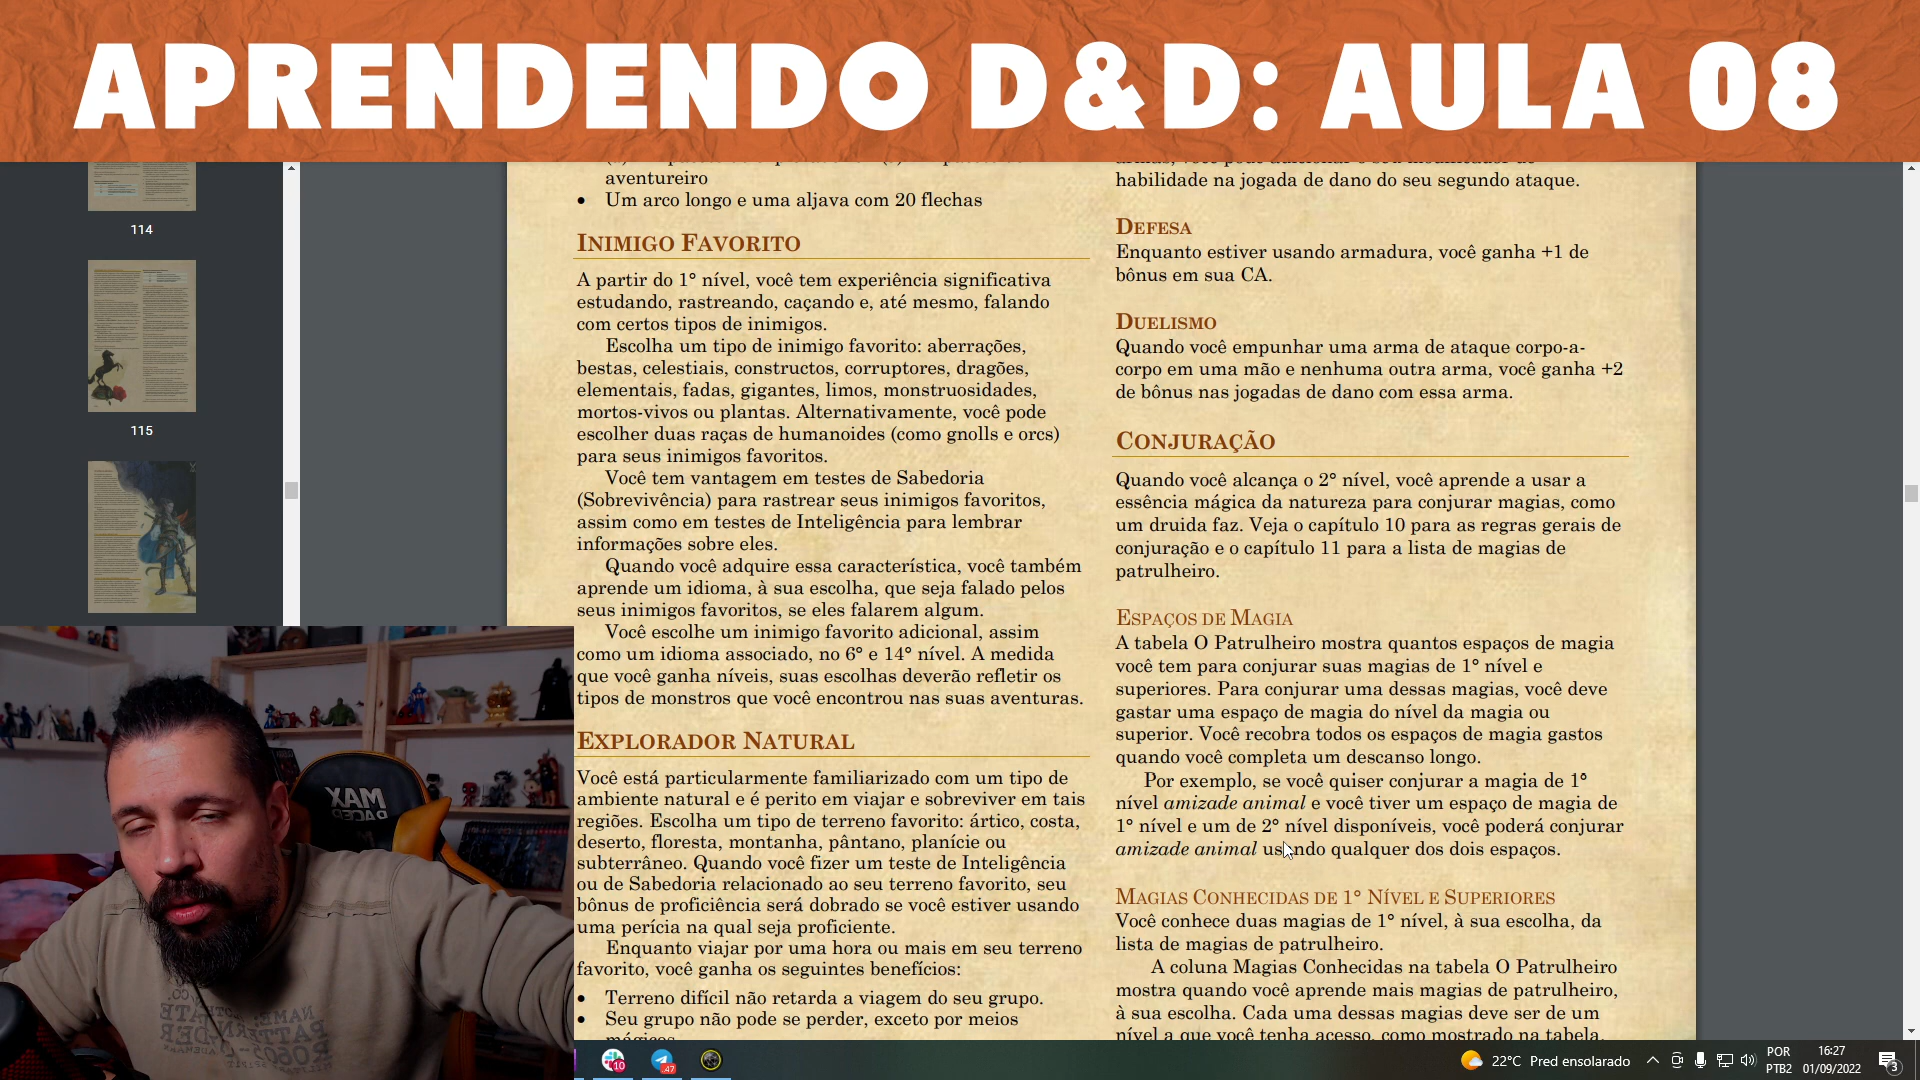 APRENDENDO D&D: AULA 08
114
115
aventureiro
• Um arco longo e uma aljava com 20 flechas
INIMIGO FAVORITO
A partir do 1° nível, você tem experiência significativa
estudando, rastreando, caçando e, até mesmo, falando
com certos tipos de inimigos.
Escolha um tipo de inimigo favorito: aberrações,
bestas, celestiais, constructos, corruptores, dragões,
elementais, fadas, gigantes, limos, monstruosidades,
mortos-vivos ou plantas. Alternativamente, você pode
escolher duas raças de humanoides (como gnolls e orcs)
para seus inimigos favoritos.
Você tem vantagem em testes de Sabedoria
(Sobrevivência) para rastrear seus inimigos favoritos,
assim como em testes de Inteligência para lembrar
informações sobre eles.
Quando você adquire essa característica, você também
aprende um idioma, à sua escolha, que seja falado pelos
seus inimigos favoritos, se eles falarem algum.
Você escolhe um inimigo favorito adicional, assim
como um idioma associado, no 6° e 14° nível. A medida
que você ganha níveis, suas escolhas deverão refletir os
tipos de monstros que você encontrou nas suas aventuras.
EXPLORADOR NATURAL
Você está particularmente familiarizado com um tipo de
ambiente natural e é perito em viajar e sobreviver em tais
regiões. Escolha um tipo de terreno favorito: ártico, costa,
deserto, floresta, montanha, pântano, planície ou
subterrâneo. Quando você fizer um teste de Inteligência
ou de Sabedoria relacionado ao seu terreno favorito, seu
bônus de proficiência será dobrado se você estiver usando
uma perícia na qual seja proficiente.
Enquanto viajar por uma hora ou mais em seu terreno
favorito, você ganha os seguintes benefícios:
• Terreno difícil não retarda a viagem do seu grupo.
• Seu grupo não pode se perder, exceto por meios
habilidade na jogada de dano do seu segundo ataque.
DEFESA
Enquanto estiver usando armadura, você ganha +1 de
bônus em sua CA.
DUELISMO
Quando você empunhar uma arma de ataque corpo-a-
corpo em uma mão e nenhuma outra arma, você ganha +2
de bônus nas jogadas de dano com essa arma.
CONJURAÇÃO
Quando você alcança o 2° nível, você aprende a usar a
essência mágica da natureza para conjurar magias, como
um druida faz. Veja o capítulo 10 para as regras gerais de
conjuração e o capítulo 11 para a lista de magias de
patrulheiro.
ESPAÇOS DE MAGIA
A tabela O Patrulheiro mostra quantos espaços de magia
você tem para conjurar suas magias de 1° nível e
superiores. Para conjurar uma dessas magias, você deve
gastar uma espaço de magia do nível da magia ou
superior. Você recobra todos os espaços de magia gastos
quando você completa um descanso longo.
Por exemplo, se você quiser conjurar a magia de 1°
nível amizade animal e você tiver um espaço de magia de
1° nível e um de 2° nível disponíveis, você poderá conjurar
amizade animal usando qualquer dos dois espaços.
MAGIAS CONHECIDAS DE 1° NÍVEL E SUPERIORES
Você conhece duas magias de 1° nível, à sua escolha, da
lista de magias de patrulheiro.
A coluna Magias Conhecidas na tabela O Patrulheiro
mostra quando você aprende mais magias de patrulheiro,
à sua escolha. Cada uma dessas magias deve ser de um
nível a que você tenha acesso, como mostrado na tabela.
MAX
RACER
10
47
22°C Pred ensolarado
POR
PTB2
16:27
01/09/2022
3